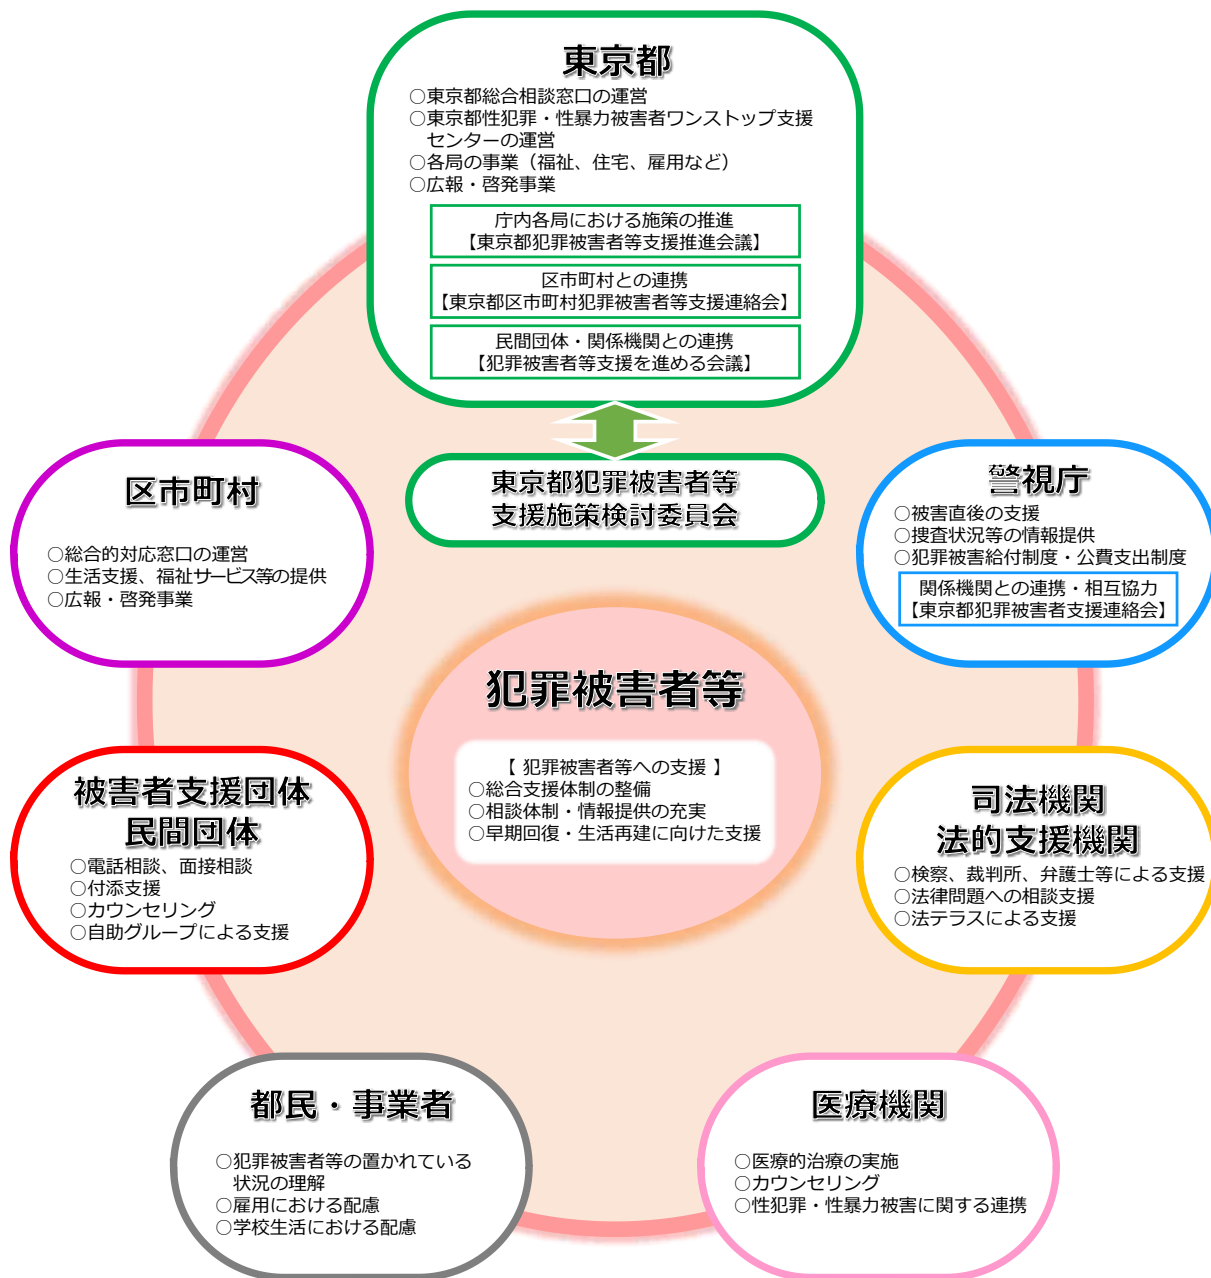 東京都
○東京都総合相談窓口の運営
○東京都性犯罪・性暴力被害者ワンストップ支援
センターの運営
○各局の事業（福祉、住宅、雇用など）
○広報・啓発事業
庁内各局における施策の推進
【東京都犯罪被害者等支援推進会議】
区市町村との連携
【東京都区市町村犯罪被害者等支援連絡会】
民間団体・関係機関との連携
【犯罪被害者等支援を進める会議】
東京都犯罪被害者等
支援施策検討委員会
区市町村
○総合的対応窓口の運営
○生活支援、福祉サービス等の提供
○広報・啓発事業
警視庁
○被害直後の支援
○捜査状況等の情報提供
○犯罪被害給付制度・公費支出制度
関係機関との連携・相互協力
【東京都犯罪被害者支援連絡会】
犯罪被害者等
【 犯罪被害者等への支援 】
○総合支援体制の整備
○相談体制・情報提供の充実
○早期回復・生活再建に向けた支援
被害者支援団体
民間団体
○電話相談、面接相談
○付添支援
○カウンセリング
○自助グループによる支援
司法機関
法的支援機関
○検察、裁判所、弁護士等による支援
○法律問題への相談支援
○法テラスによる支援
都民・事業者
○犯罪被害者等の置かれている
状況の理解
○雇用における配慮
○学校生活における配慮
医療機関
○医療的治療の実施
○カウンセリング
○性犯罪・性暴力被害に関する連携